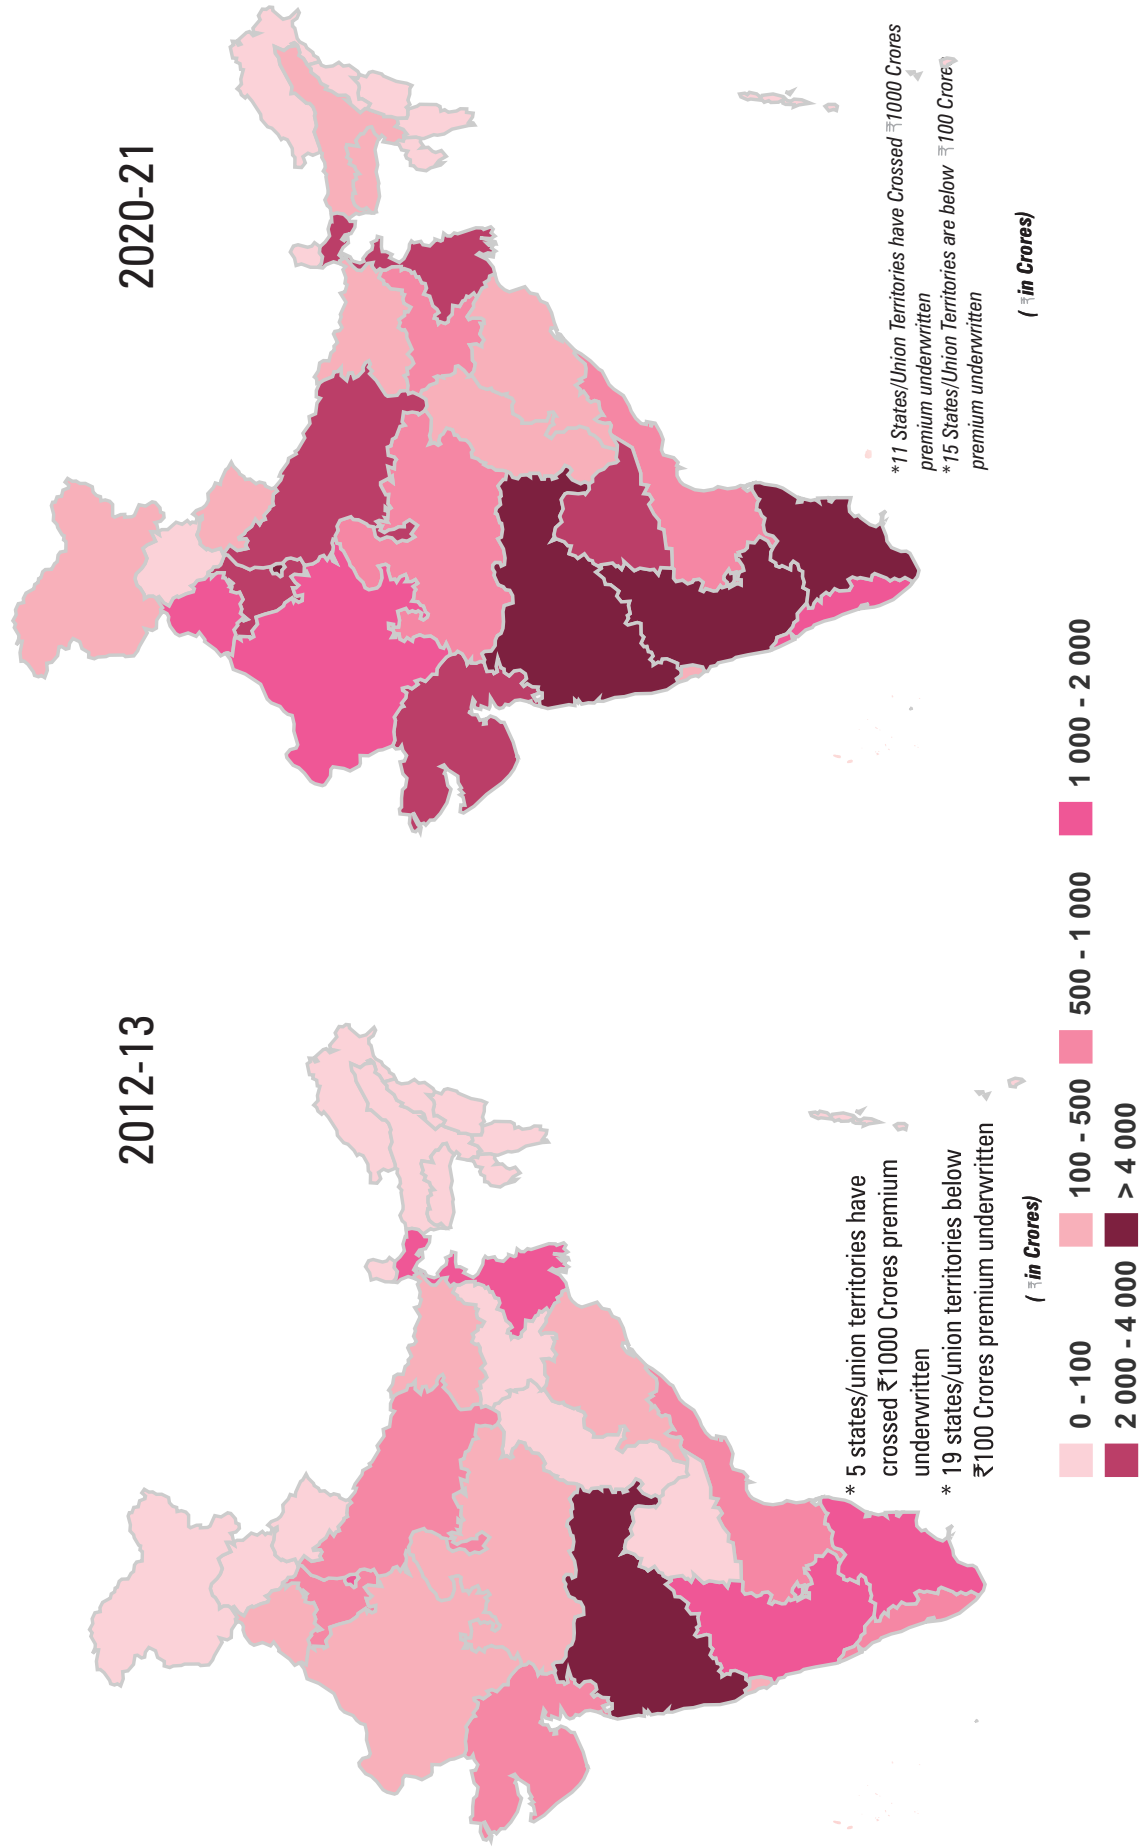 2012-13
* 5 states/union territories have
crossed ₹1000 Crores premium
underwritten
* 19 states/union territories below
₹100 Crores premium underwritten
( ₹in Crores)
2020-21
*11 States/Union Territories have Crossed ₹1000 Crores
premium underwritten
*15 States/Union Territories are below ₹100 Crores
premium underwritten
( ₹in Crores)
0 - 100
100 - 500
500 - 1 000
1 000 - 2 000
2 000 - 4 000
> 4 000